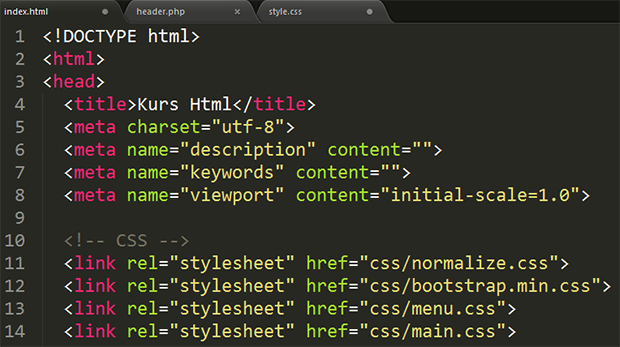 index.html header.php × style.css
1 <!DOCTYPE html>
2 <html>
3 <head>
4 <title>Kurs Html</title>
5 <meta charset="utf-8">
6 <meta name="description" content="">
7 <meta name="keywords" content="">
8 <meta name="viewport" content="initial-scale=1.0">
9
10 <!-- CSS -->
11 <link rel="stylesheet" href="css/normalize.css">
12 <link rel="stylesheet" href="css/bootstrap.min.css">
13 <link rel="stylesheet" href="css/menu.css">
14 <link rel="stylesheet" href="css/main.css">